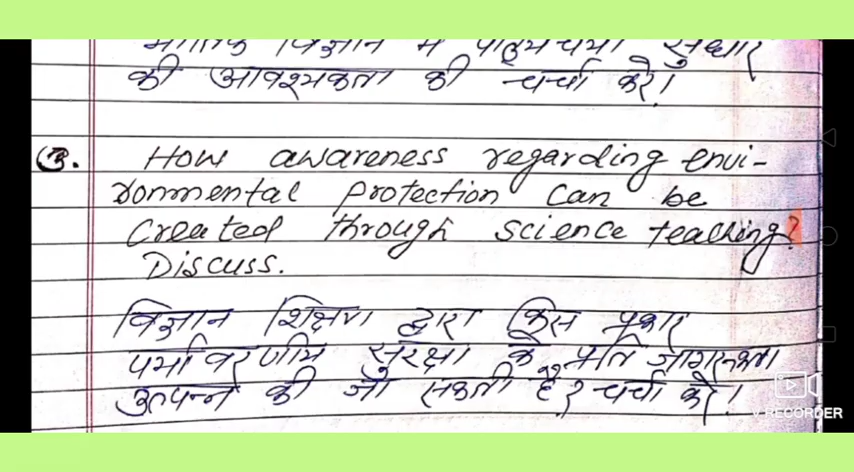 भौतिक विज्ञान में पाठ्यचर्या सुधार
की आवश्यकता की चर्चा करें।
Q. How awareness regarding envi-
ronmental protection can be
created through science teaching?
Discuss.
विज्ञान शिक्षण द्वारा किस प्रकार
पर्यावरणीय सुरक्षा के प्रति जागरूकता
उत्पन्न की जा सकती है? चर्चा करें।
V RECORDER